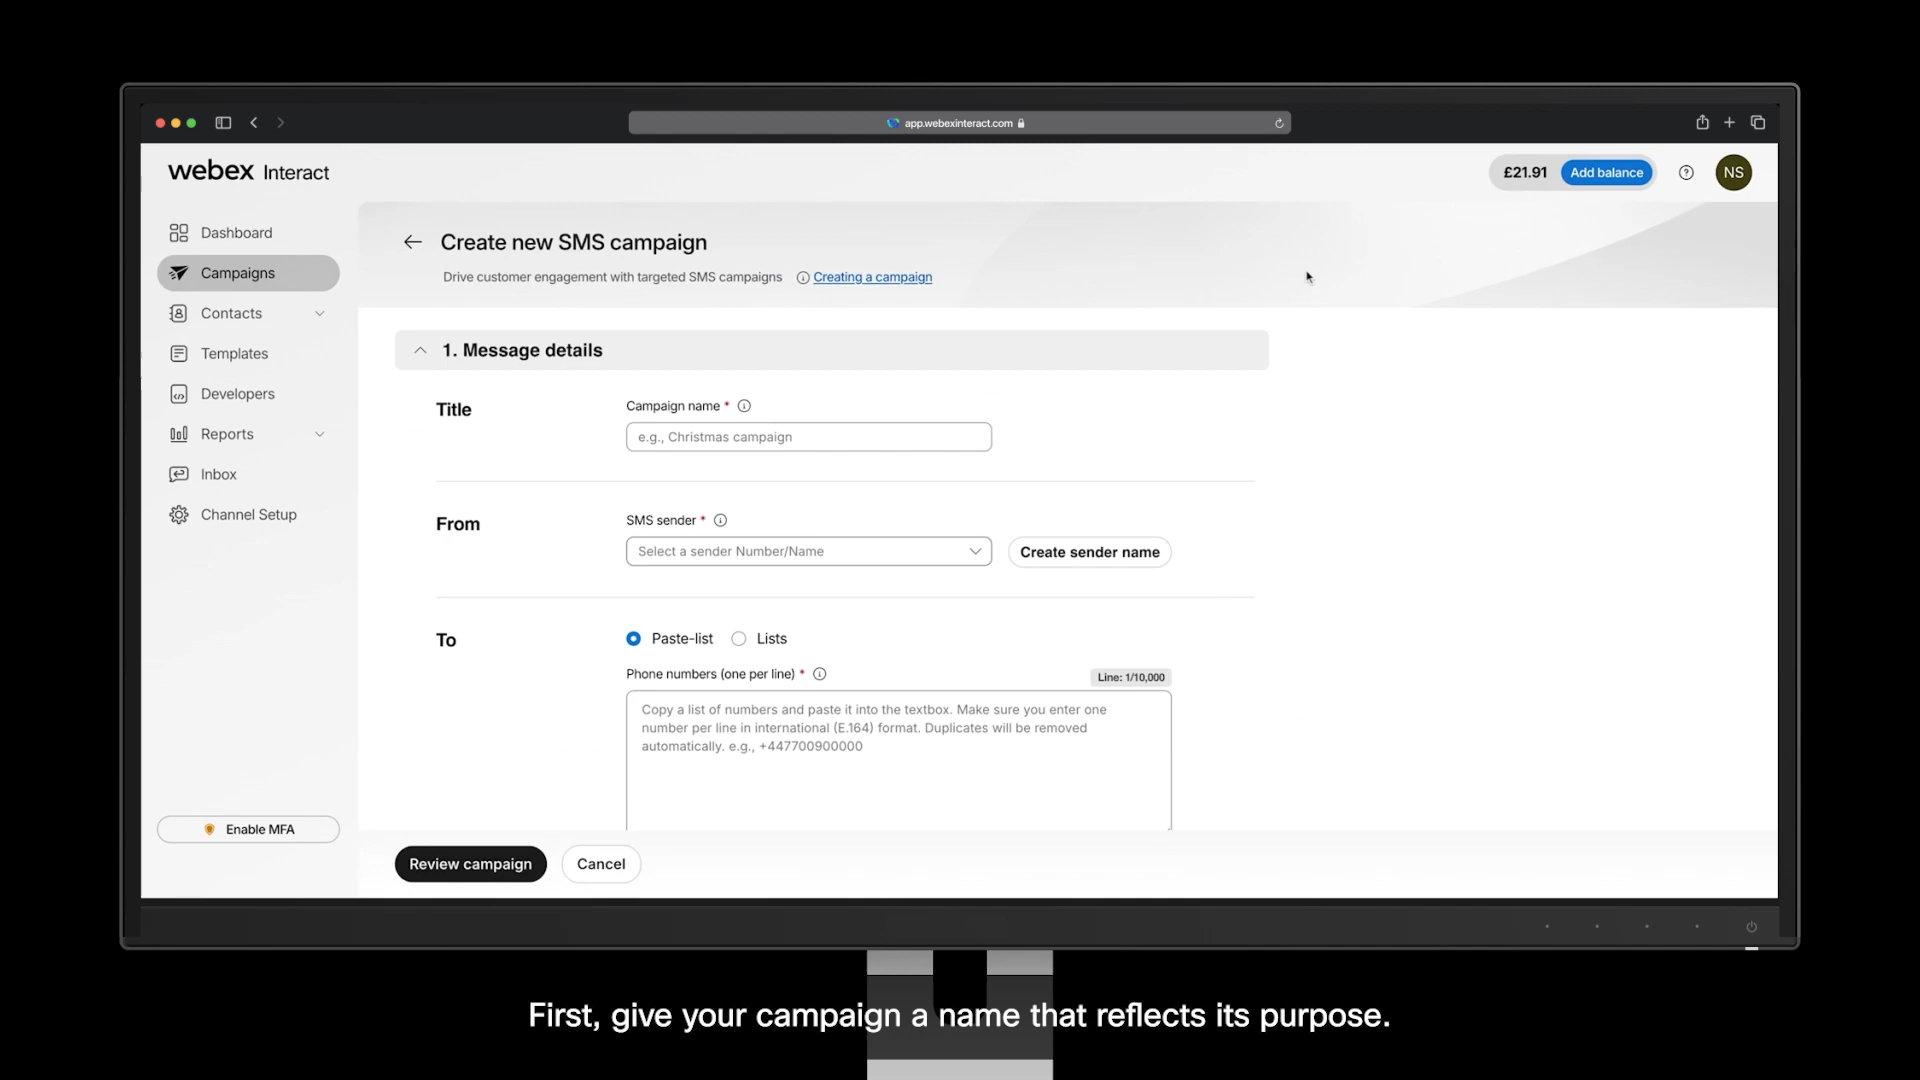 app.webexinteract.com
webex Interact
£21.91
Add balance
NS
Dashboard
Campaigns
Contacts
Templates
Developers
Reports
Inbox
Channel Setup
Enable MFA
Create new SMS campaign
Drive customer engagement with targeted SMS campaigns
Creating a campaign
1. Message details
Title
Campaign name *
e.g., Christmas campaign
From
SMS sender *
Select a sender Number/Name
Create sender name
To
Paste-list
Lists
Phone numbers (one per line) *
Line: 1/10,000
Copy a list of numbers and paste it into the textbox. Make sure you enter one
number per line in international (E.164) format. Duplicates will be removed
automatically. e.g., +447700900000
Review campaign
Cancel
First, give your campaign a name that reflects its purpose.